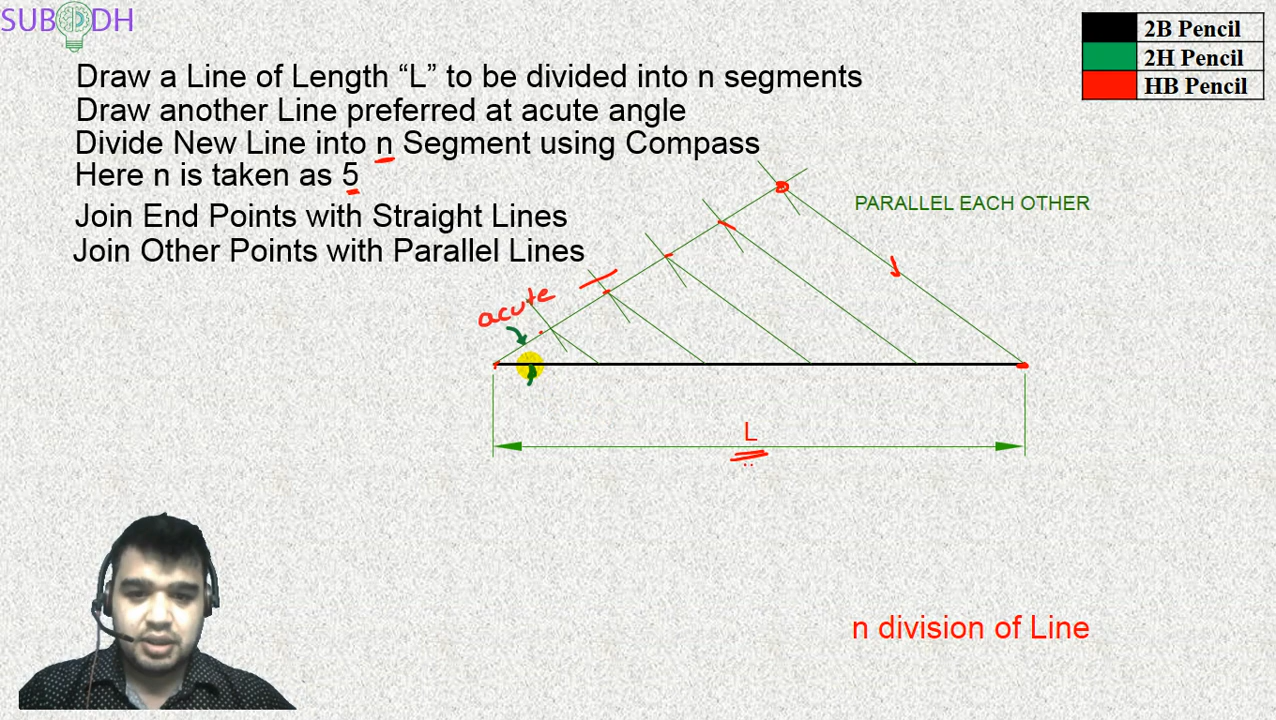 SUBODH
2B Pencil
2H Pencil
HB Pencil
Draw a Line of Length “L” to be divided into n segments
Draw another Line preferred at acute angle
Divide New Line into n Segment using Compass
Here n is taken as 5
Join End Points with Straight Lines
Join Other Points with Parallel Lines
PARALLEL EACH OTHER
acute
L
n division of Line